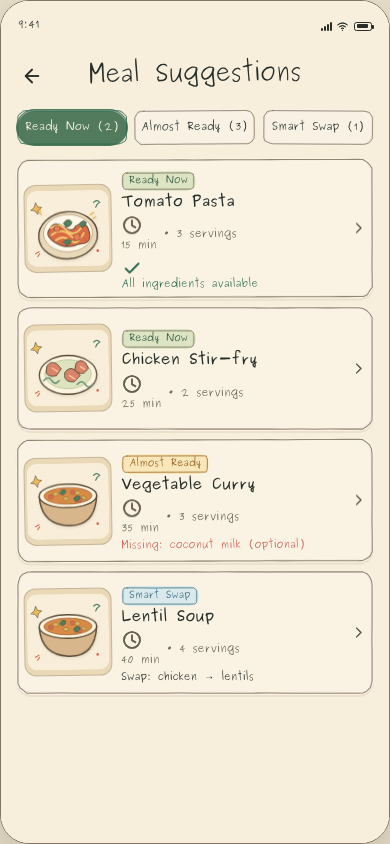 9:41
Meal Suggestions
Ready Now (2)
Almost Ready (3)
Smart Swap (1)
Ready Now
Tomato Pasta
15 min • 3 servings
All ingredients available
Ready Now
Chicken Stir-fry
25 min • 2 servings
Almost Ready
Vegetable Curry
35 min • 3 servings
Missing: coconut milk (optional)
Smart Swap
Lentil Soup
40 min • 4 servings
Swap: chicken → lentils